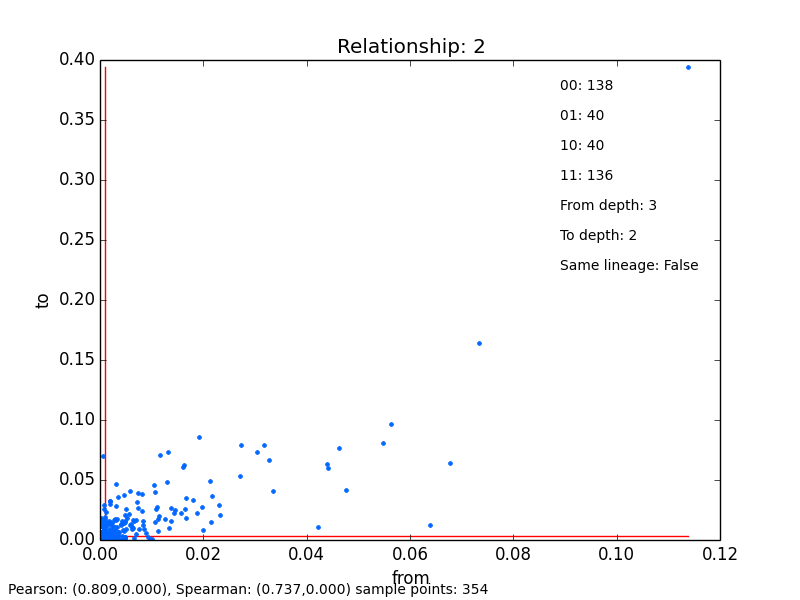 Relationship: 2
0.40
0.35
0.30
0.25
0.20
0.15
0.10
0.05
0.00
to
00: 138
01: 40
10: 40
11: 136
From depth: 3
To depth: 2
Same lineage: False
0.00 0.02 0.04 0.06 0.08 0.10 0.12
from
Pearson: (0.809,0.000), Spearman: (0.737,0.000) sample points: 354